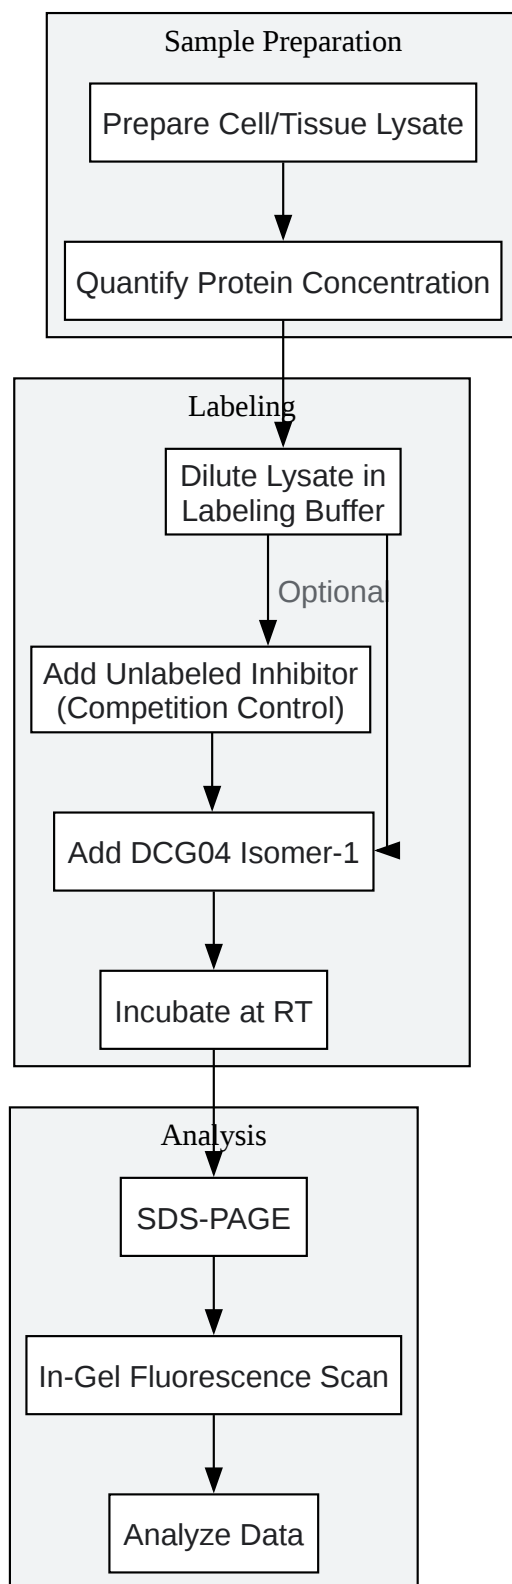 Sample Preparation
Prepare Cell/Tissue Lysate
Quantify Protein Concentration
Labeling
Dilute Lysate in
Labeling Buffer
Optional
Add Unlabeled Inhibitor
(Competition Control)
Add DCG04 Isomer-1
Incubate at RT
Analysis
SDS-PAGE
In-Gel Fluorescence Scan
Analyze Data